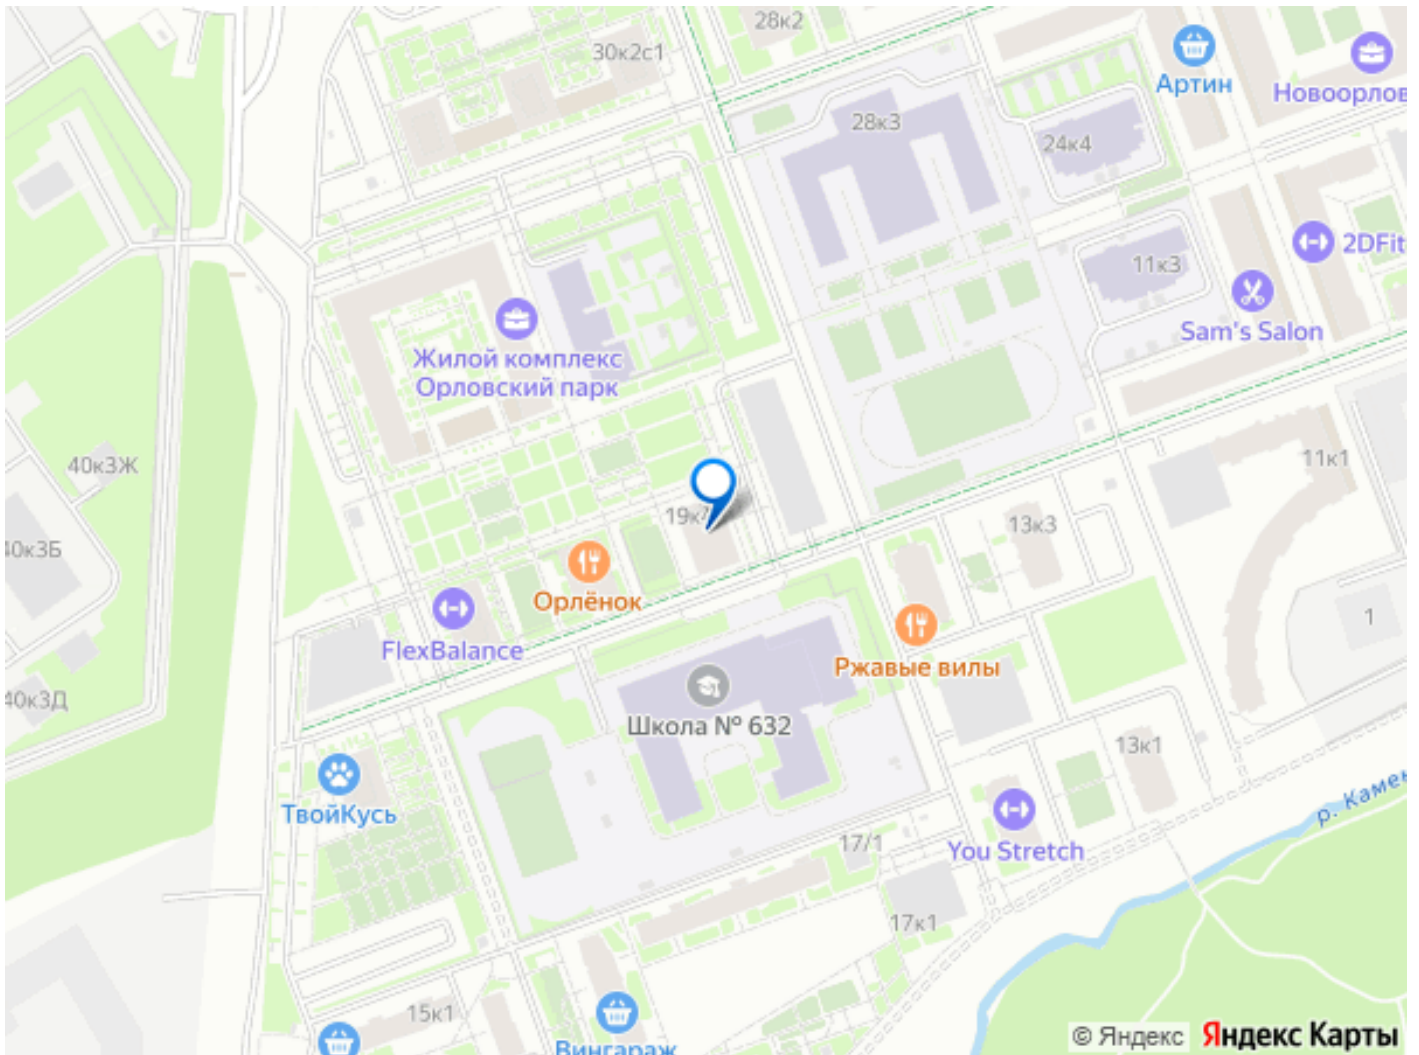 28к2
30к2с1
Артин
Новоорлов
28к3
24к4
2DFit
11к3
Sam's Salon
Жилой комплекс
Орловский парк
40к3Ж
11к1
19к4
13к3
40к3Б
Орлёнок
1
FlexBalance
Ржавые вилы
40к3Д
Школа № 632
13к1
ТвойКусь
р. Камен
17/1
You Stretch
17к1
15к1
Вингараж
© Яндекс Яндекс Карты